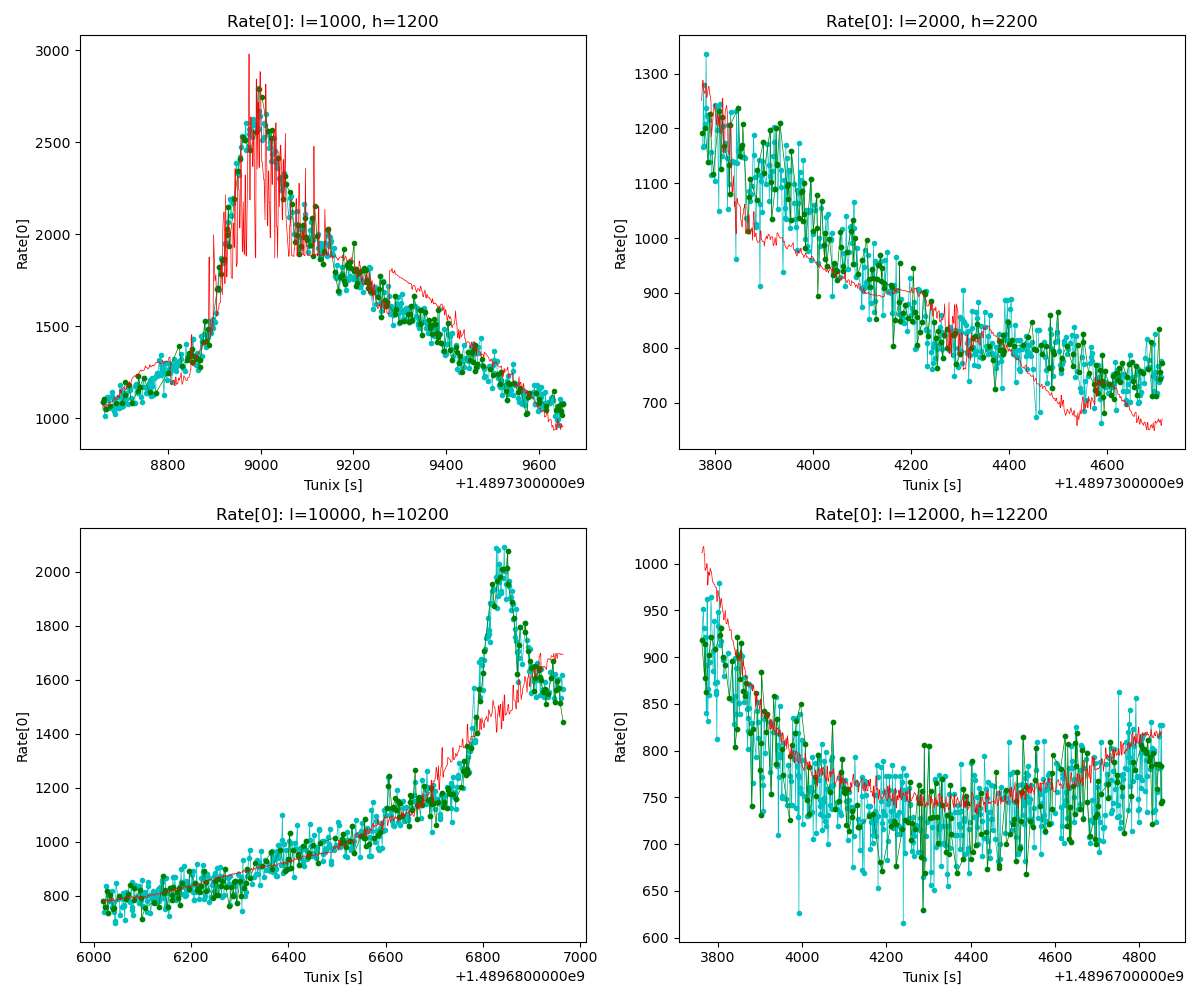 Rate[0]: l=1000, h=1200
Rate[0]
3000
2500
2000
1500
1000
8800 9000 9200 9400 9600
Tunix [s]
+1.4897300000e9
Rate[0]: l=2000, h=2200
Rate[0]
1300
1200
1100
1000
900
800
700
3800 4000 4200 4400 4600
Tunix [s]
+1.4897300000e9
Rate[0]: l=10000, h=10200
Rate[0]
2000
1800
1600
1400
1200
1000
800
6000 6200 6400 6600 6800 7000
Tunix [s]
+1.4896800000e9
Rate[0]: l=12000, h=12200
Rate[0]
1000
950
900
850
800
750
700
650
600
3800 4000 4200 4400 4600 4800
Tunix [s]
+1.4896700000e9